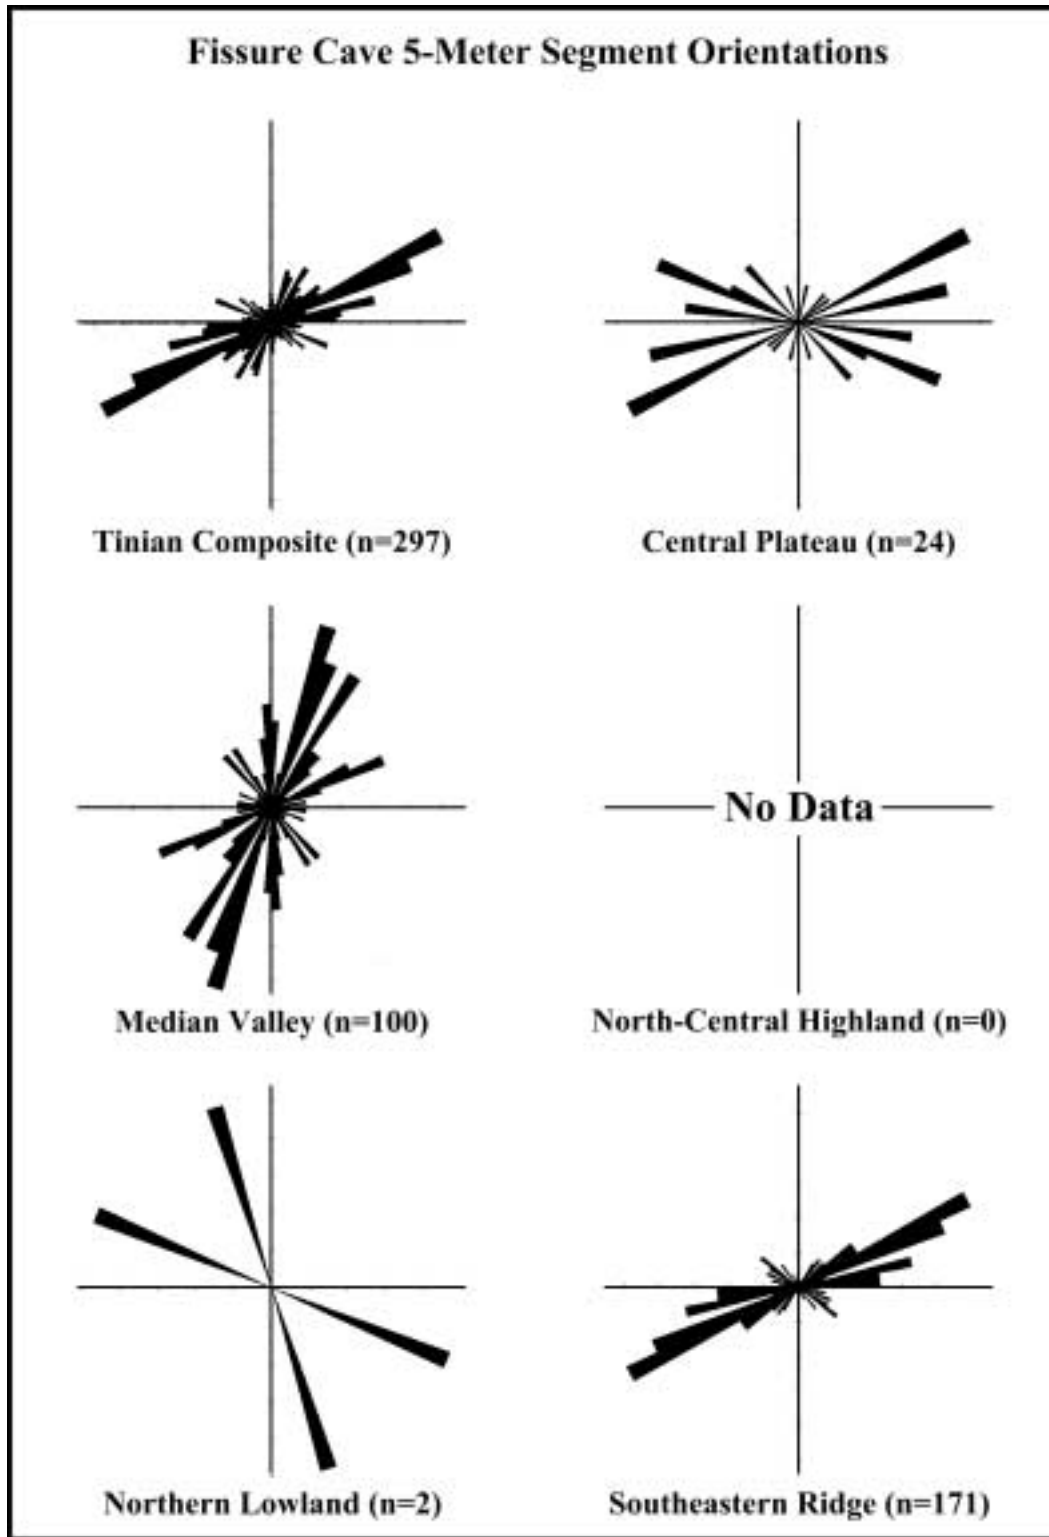 Fissure Cave 5-Meter Segment Orientations
Tinian Composite (n=297)
Central Plateau (n=24)
No Data
Median Valley (n=100)
North-Central Highland (n=0)
Northern Lowland (n=2)
Southeastern Ridge (n=171)